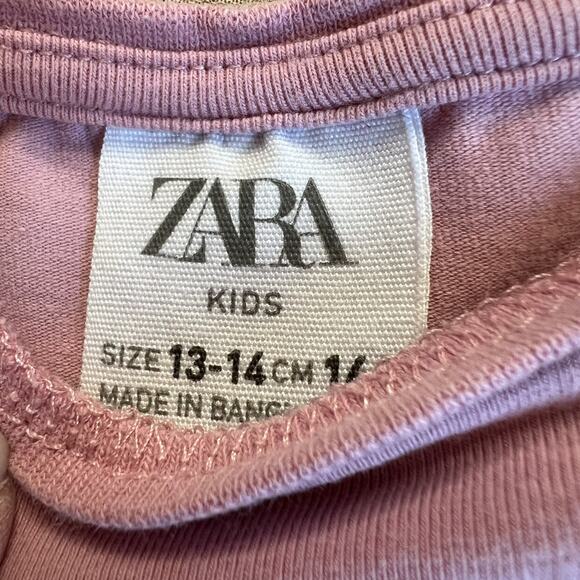 ZARA
KIDS
SIZE 13-14 CM
MADE IN